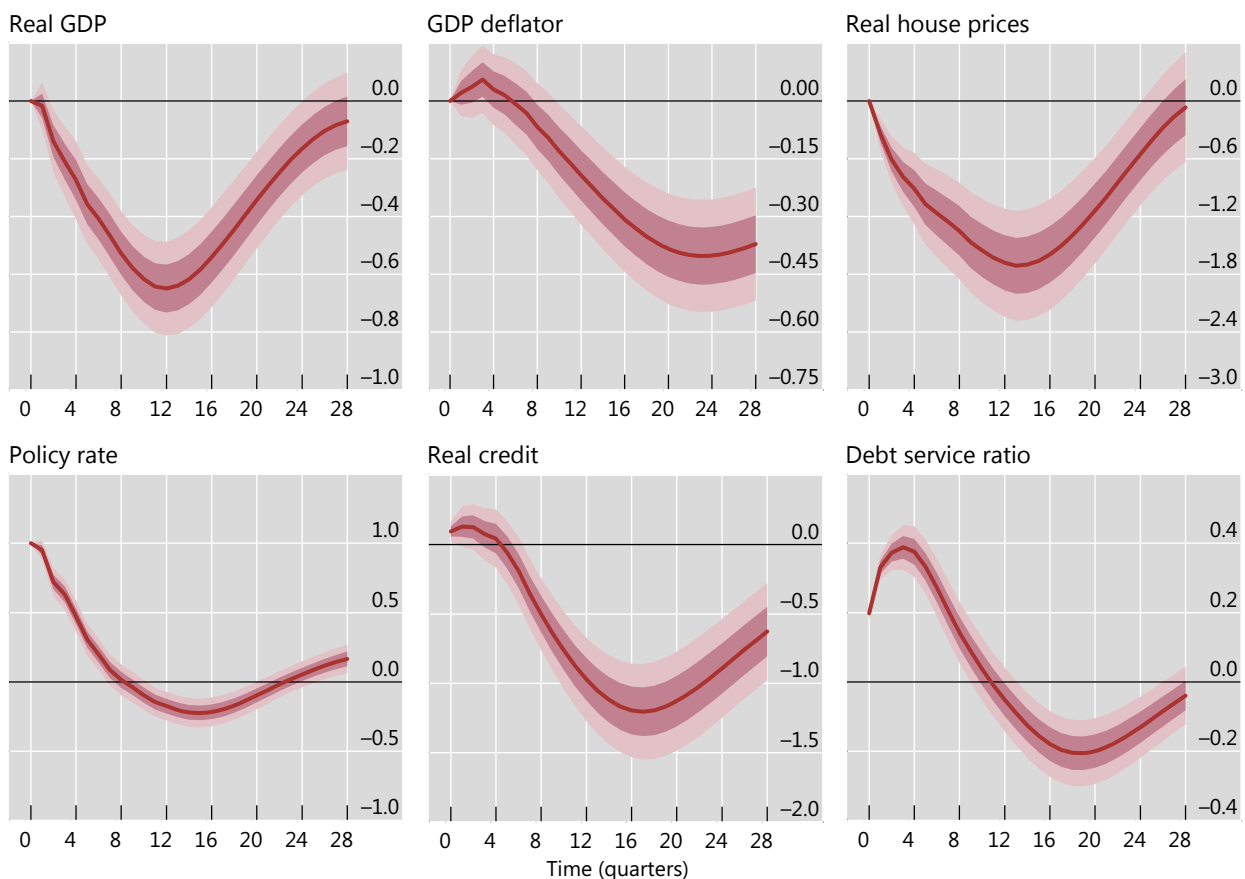 Real GDP
0.0
–0.2
–0.4
–0.6
–0.8
–1.0
0 4 8 12 16 20 24 28
GDP deflator
0.00
–0.15
–0.30
–0.45
–0.60
–0.75
0 4 8 12 16 20 24 28
Real house prices
0.0
–0.6
–1.2
–1.8
–2.4
–3.0
0 4 8 12 16 20 24 28
Policy rate
1.0
0.5
0.0
–0.5
–1.0
0 4 8 12 16 20 24 28
Real credit
0.0
–0.5
–1.0
–1.5
–2.0
0 4 8 12 16 20 24 28
Debt service ratio
0.4
0.2
0.0
–0.2
–0.4
0 4 8 12 16 20 24 28
Time (quarters)